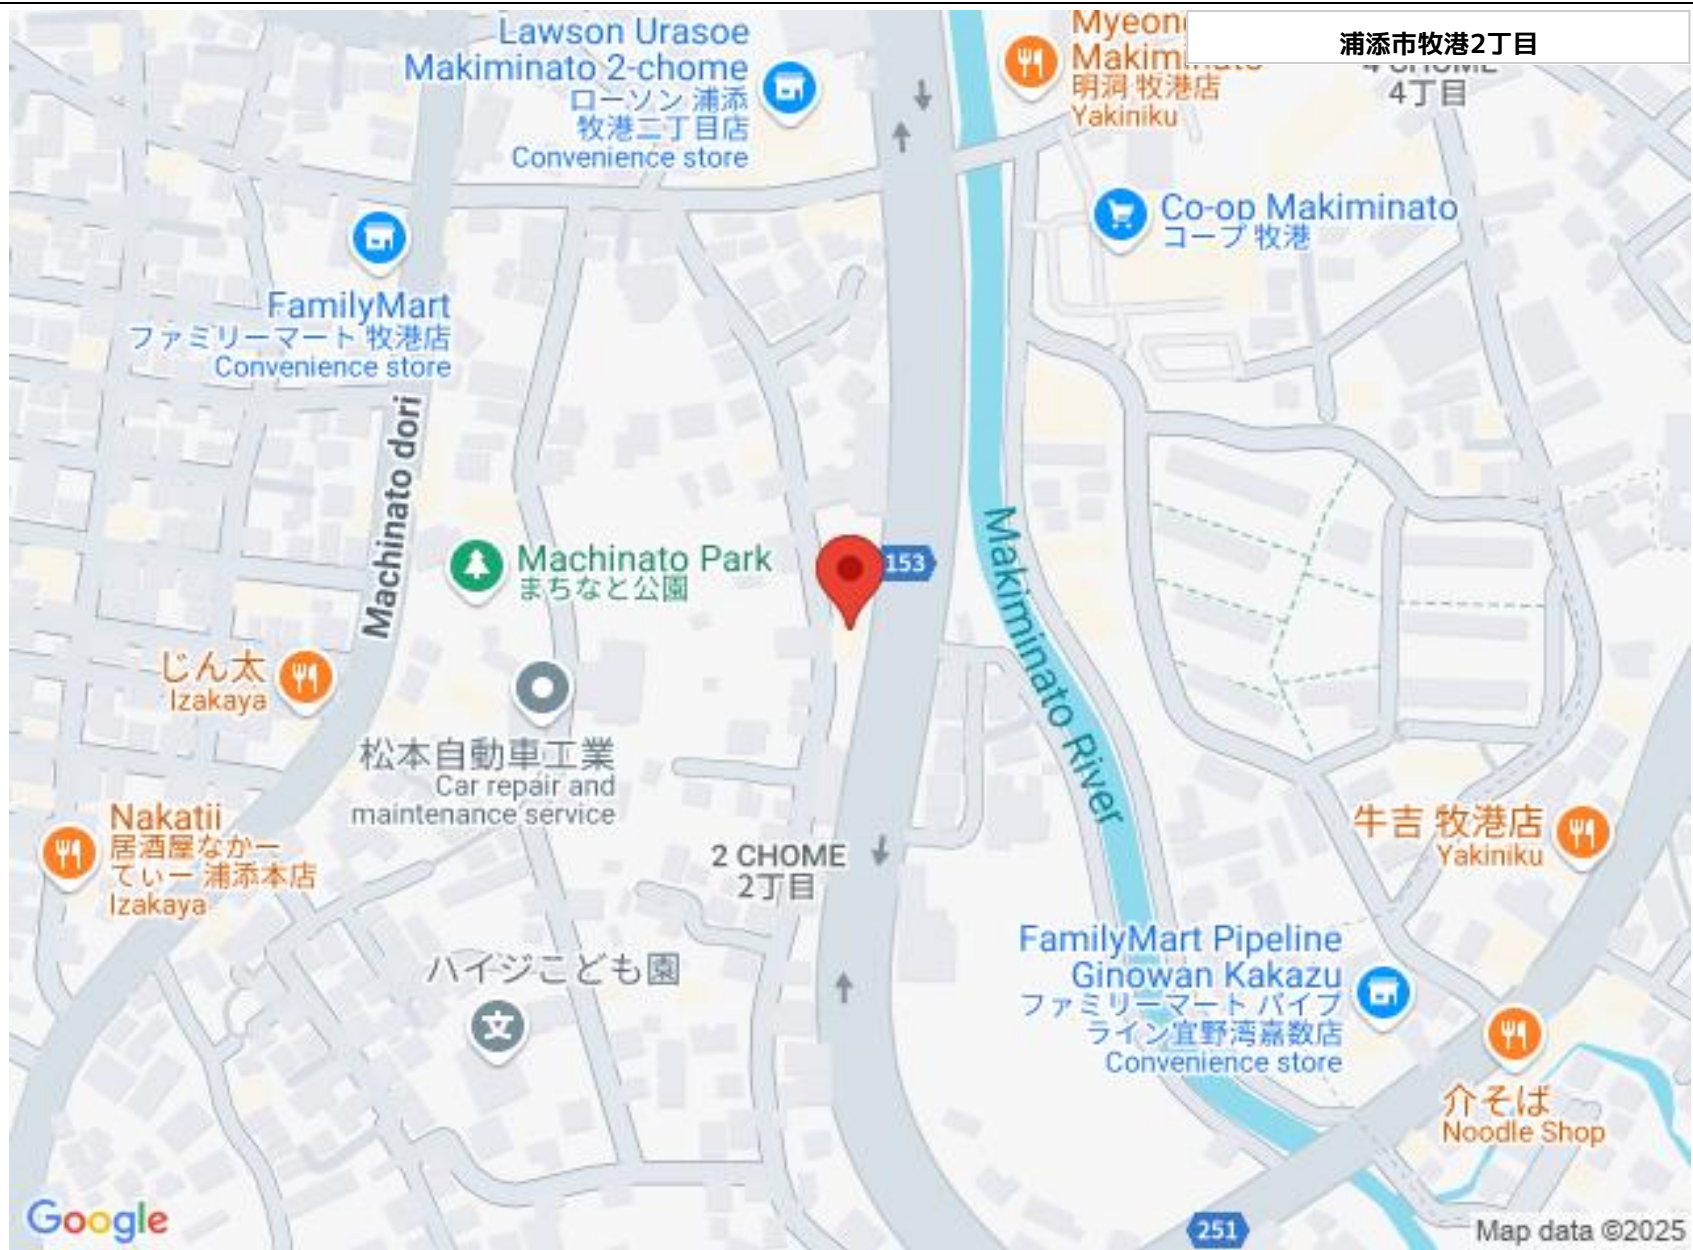 浦添市牧港2丁目
Lawson Urasoe
Makiminato 2-chome
ローソン 浦添
牧港二丁目店
Convenience store
明洞 牧港店
Yakiniku
4丁目
Co-op Makiminato
コープ 牧港
FamilyMart
ファミリーマート 牧港店
Convenience store
Machinato dori
Machinato Park
まちなと公園
153
Makiminato River
じん太
Izakaya
松本自動車工業
Car repair and
maintenance service
Nakatii
居酒屋なかー
てぃー 浦添本店
Izakaya
2 CHOME
2丁目
牛吉 牧港店
Yakiniku
ハイジこども園
文
FamilyMart Pipeline
Ginowan Kakazu
ファミリーマート パイプ
ライン宜野湾嘉数店
Convenience store
介そば
Noodle Shop
Google
251
Map data ©2025